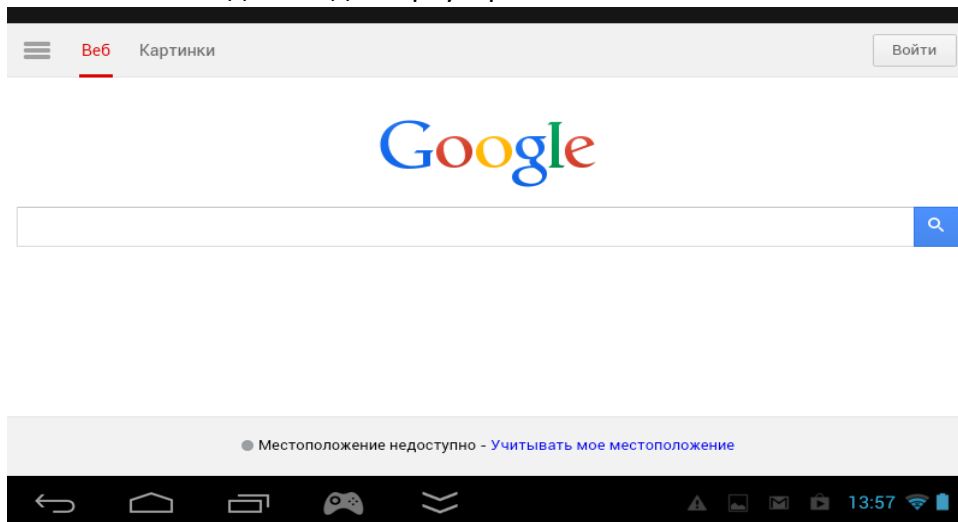 Веб Картинки Войти
Google
Местоположение недоступно - Учитывать мое местоположение
13:57